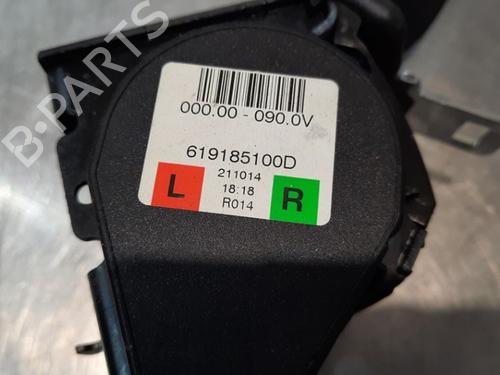 B-PARTS
000.00 - 090.0V
619185100D
211014
L 18:18 R
R014